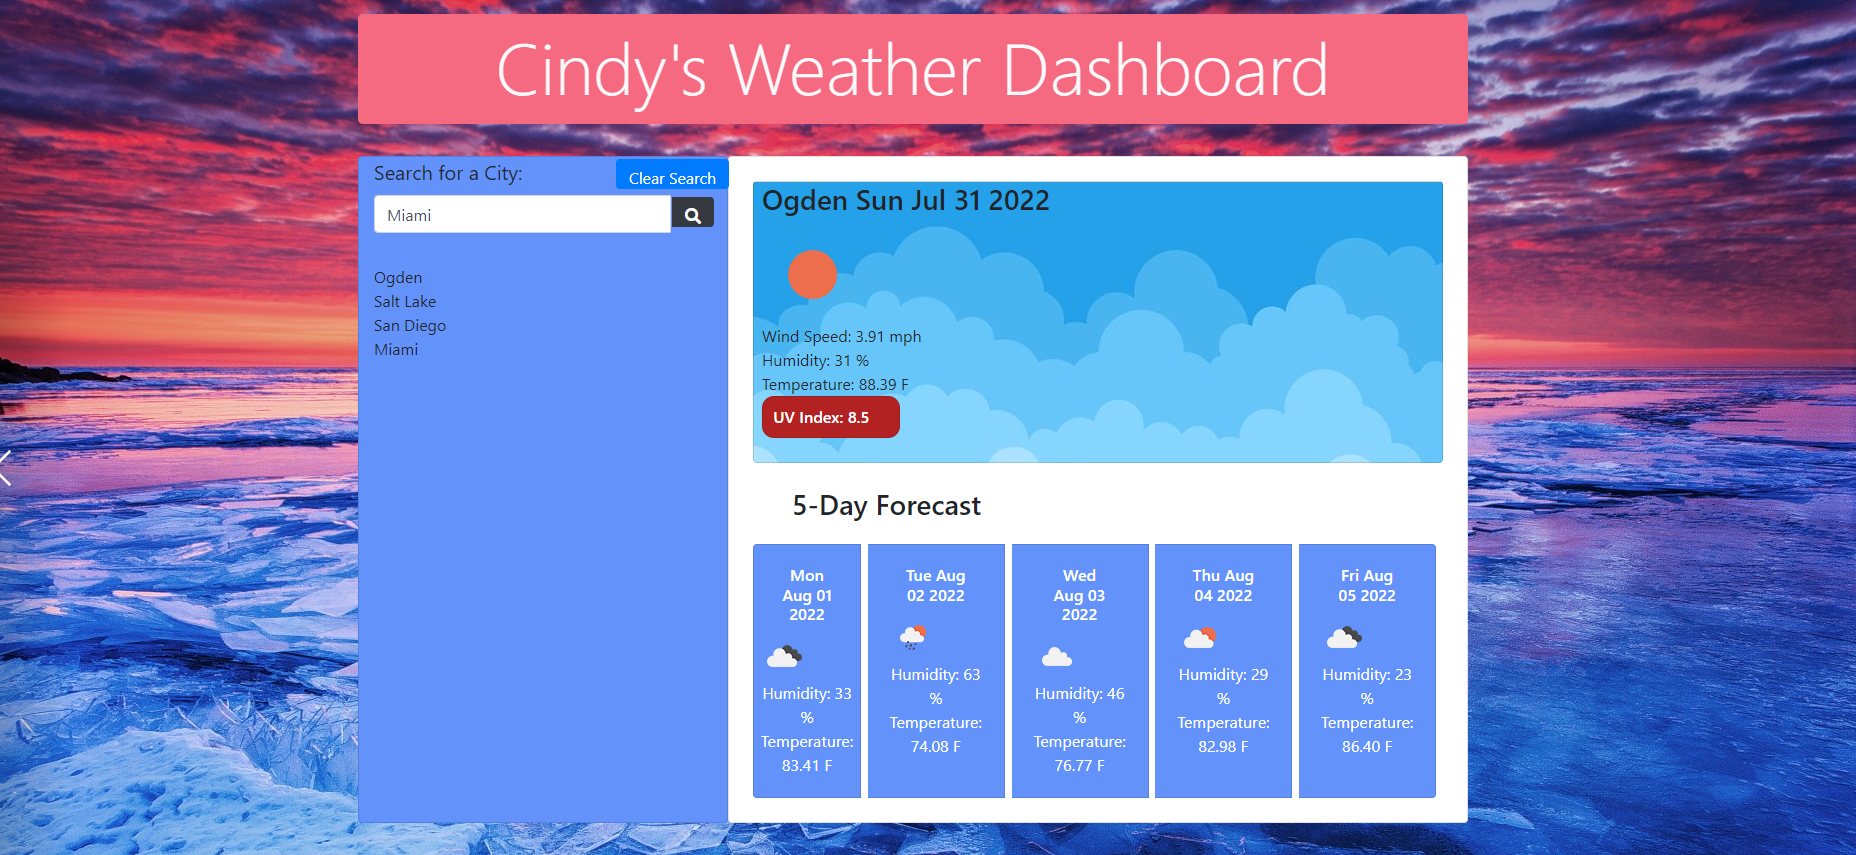 Cindy's Weather Dashboard
Search for a City:
Clear Search
Miami
Ogden
Salt Lake
San Diego
Miami
Ogden Sun Jul 31 2022
Wind Speed: 3.91 mph
Humidity: 31 %
Temperature: 88.39 F
UV Index: 8.5
5-Day Forecast
Mon
Aug 01
2022
Humidity: 33
%
Temperature:
83.41 F
Tue Aug
02 2022
Humidity: 63
%
Temperature:
74.08 F
Wed
Aug 03
2022
Humidity: 46
%
Temperature:
76.77 F
Thu Aug
04 2022
Humidity: 29
%
Temperature:
82.98 F
Fri Aug
05 2022
Humidity: 23
%
Temperature:
86.40 F